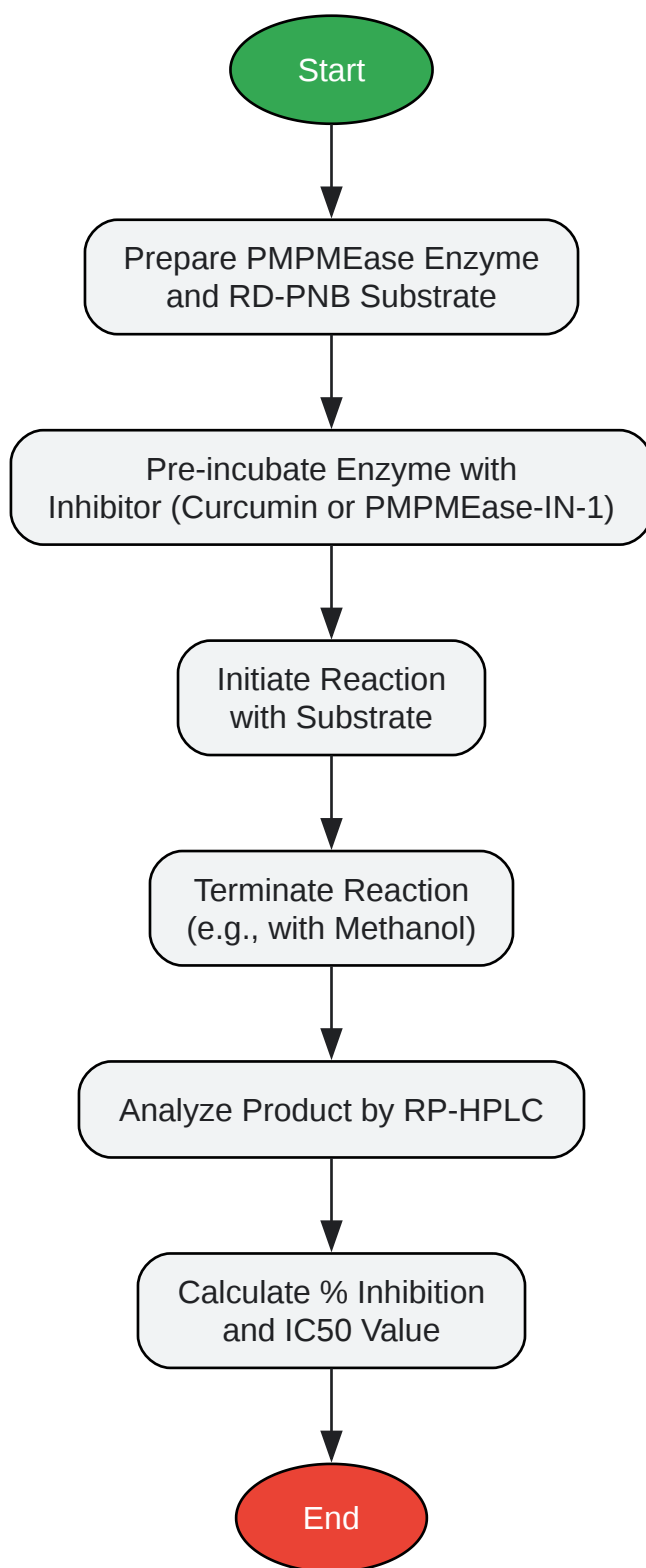 Start
Prepare PMPMEase Enzyme
and RD-PNB Substrate
Pre-incubate Enzyme with
Inhibitor (Curcumin or PMPMEase-IN-1)
Initiate Reaction
with Substrate
Terminate Reaction
(e.g., with Methanol)
Analyze Product by RP-HPLC
Calculate % Inhibition
and IC50 Value
End